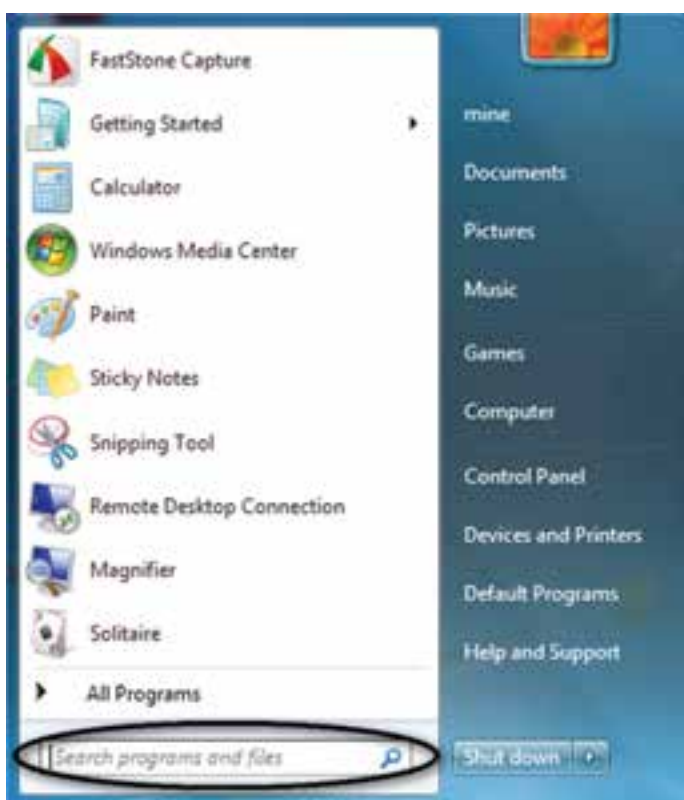 FastStone Capture
Getting Started
Calculator
Windows Media Center
Paint
Sticky Notes
Snipping Tool
Remote Desktop Connection
Magnifier
Solitaire
All Programs
Search programs and files
mine
Documents
Pictures
Music
Games
Computer
Control Panel
Devices and Printers
Default Programs
Help and Support
Shut down